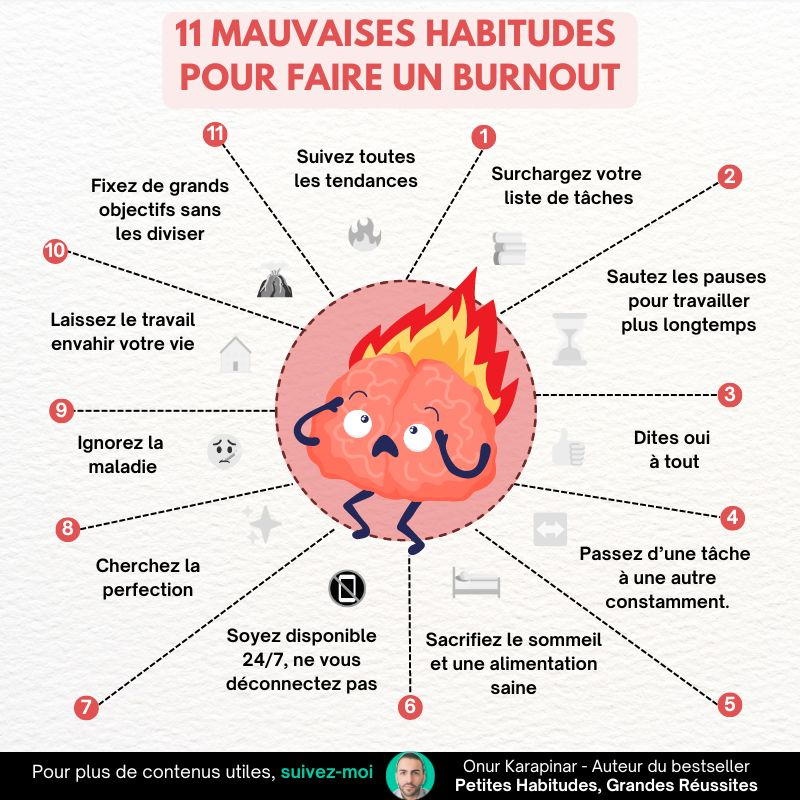 11 MAUVAISES HABITUDES
POUR FAIRE UN BURNOUT
1
Surchargez votre
liste de tâches
2
Sautez les pauses
pour travailler
plus longtemps
3
Dites oui
à tout
4
Passez d’une tâche
à une autre
constamment.
5
Sacrifiez le sommeil
et une alimentation
saine
6
Soyez disponible
24/7, ne vous
déconnectez pas
7
Cherchez la
perfection
8
Ignorez la
maladie
9
Laissez le travail
envahir votre vie
10
Fixez de grands
objectifs sans
les diviser
11
Suivez toutes
les tendances
Pour plus de contenus utiles, suivez-moi
Onur Karapinar - Auteur du bestseller
Petites Habitudes, Grandes Réussites